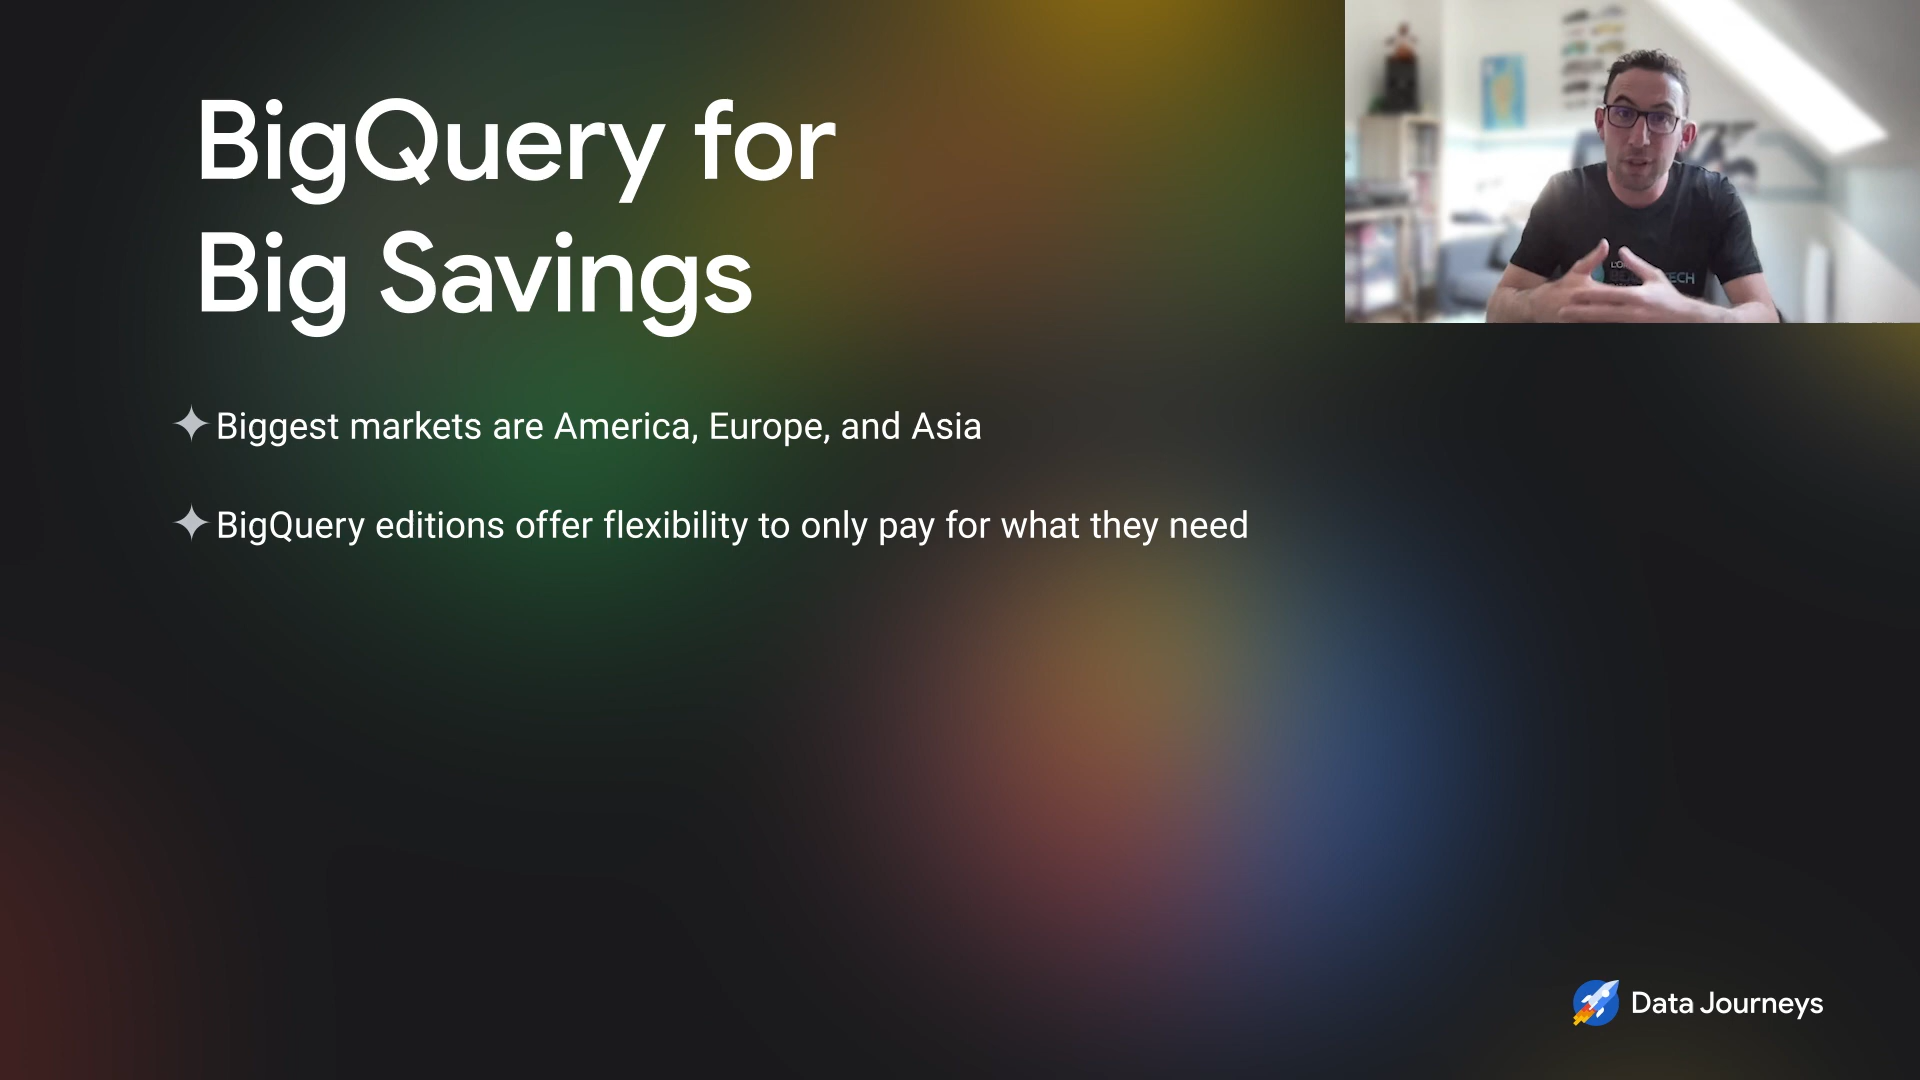 BigQuery for
Big Savings
Biggest markets are America, Europe, and Asia
BigQuery editions offer flexibility to only pay for what they need
Data Journeys